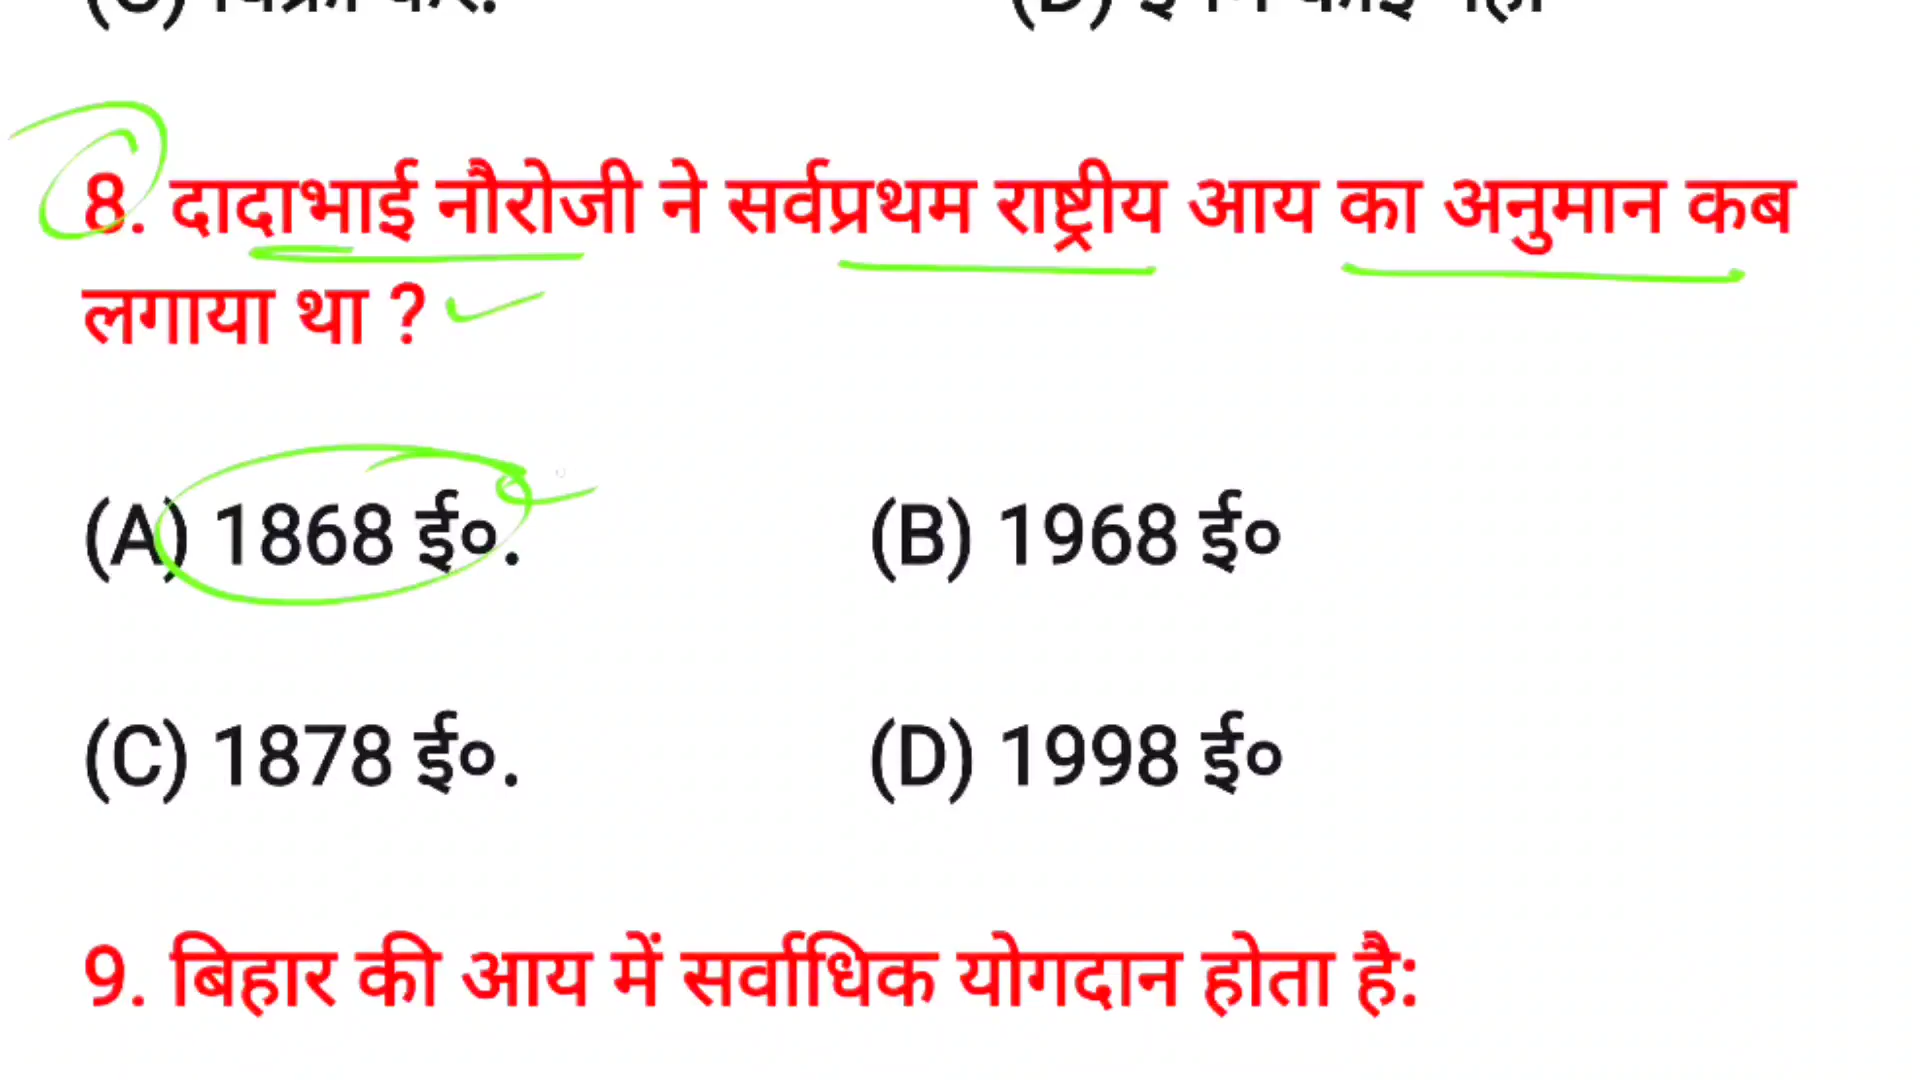 8. दादाभाई नौरोजी ने सर्वप्रथम राष्ट्रीय आय का अनुमान कब
लगाया था ?
(A) 1868 ई०. (B) 1968 ई०
(C) 1878 ई०. (D) 1998 ई०
9. बिहार की आय में सर्वाधिक योगदान होता है: